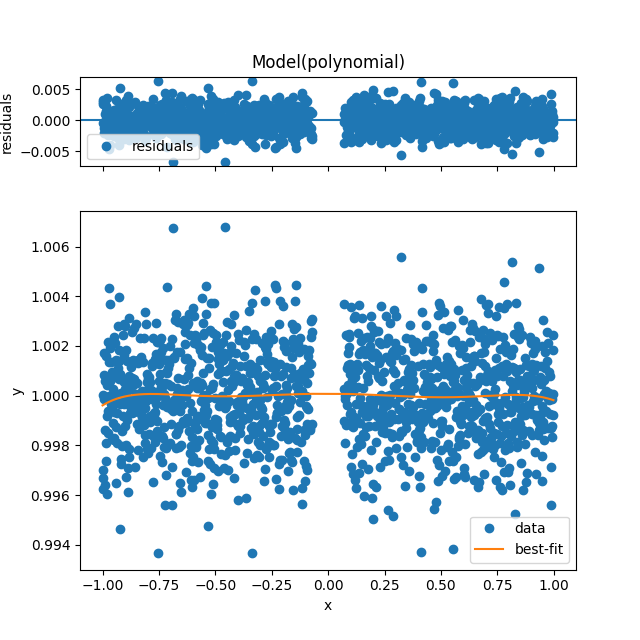 Model(polynomial)
0.005
0.000
−0.005
residuals
residuals
1.006
1.004
1.002
1.000
0.998
0.996
0.994
y
data
best-fit
−1.00 −0.75 −0.50 −0.25 0.00 0.25 0.50 0.75 1.00
x